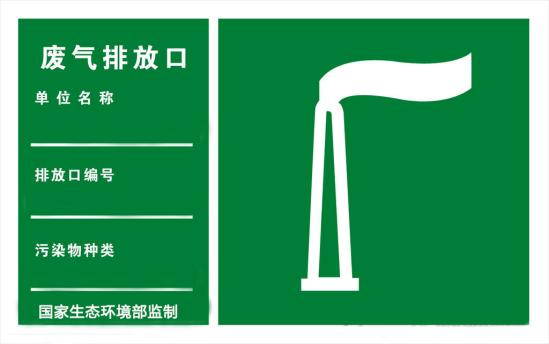 废气排放口
单位名称
排放口编号
污染物种类
国家生态环境部监制